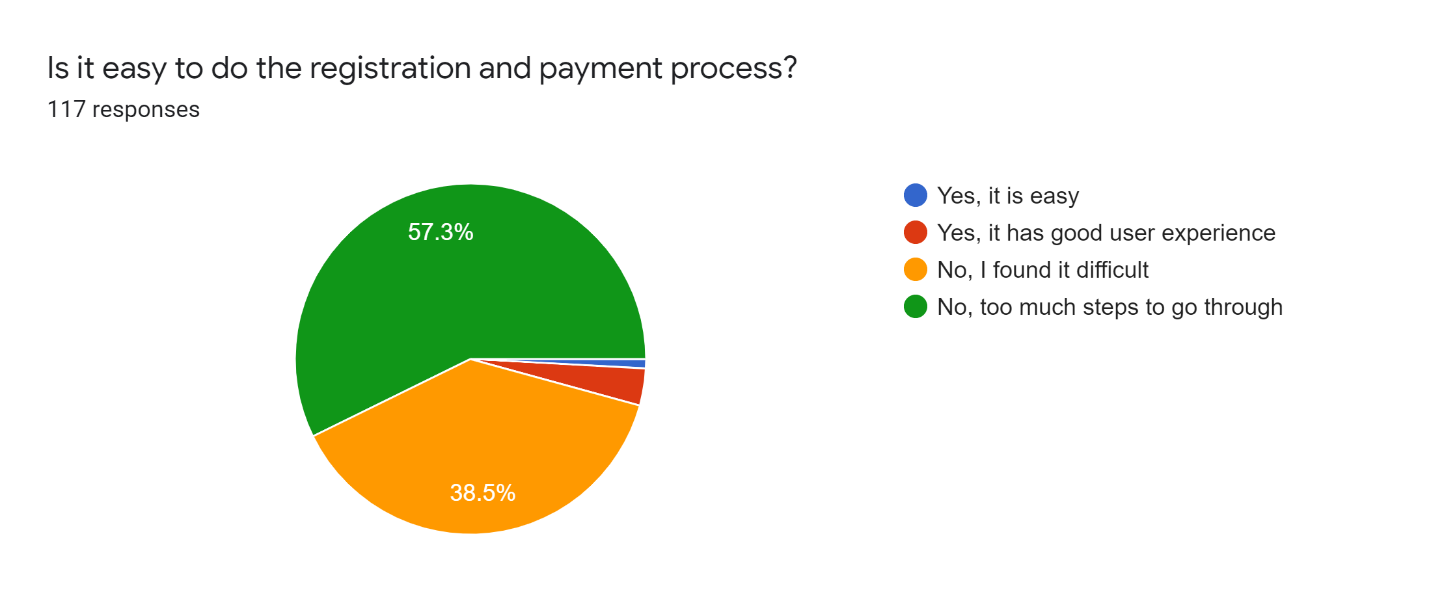 Is it easy to do the registration and payment process?
117 responses
57.3%
38.5%
Yes, it is easy
Yes, it has good user experience
No, I found it difficult
No, too much steps to go through